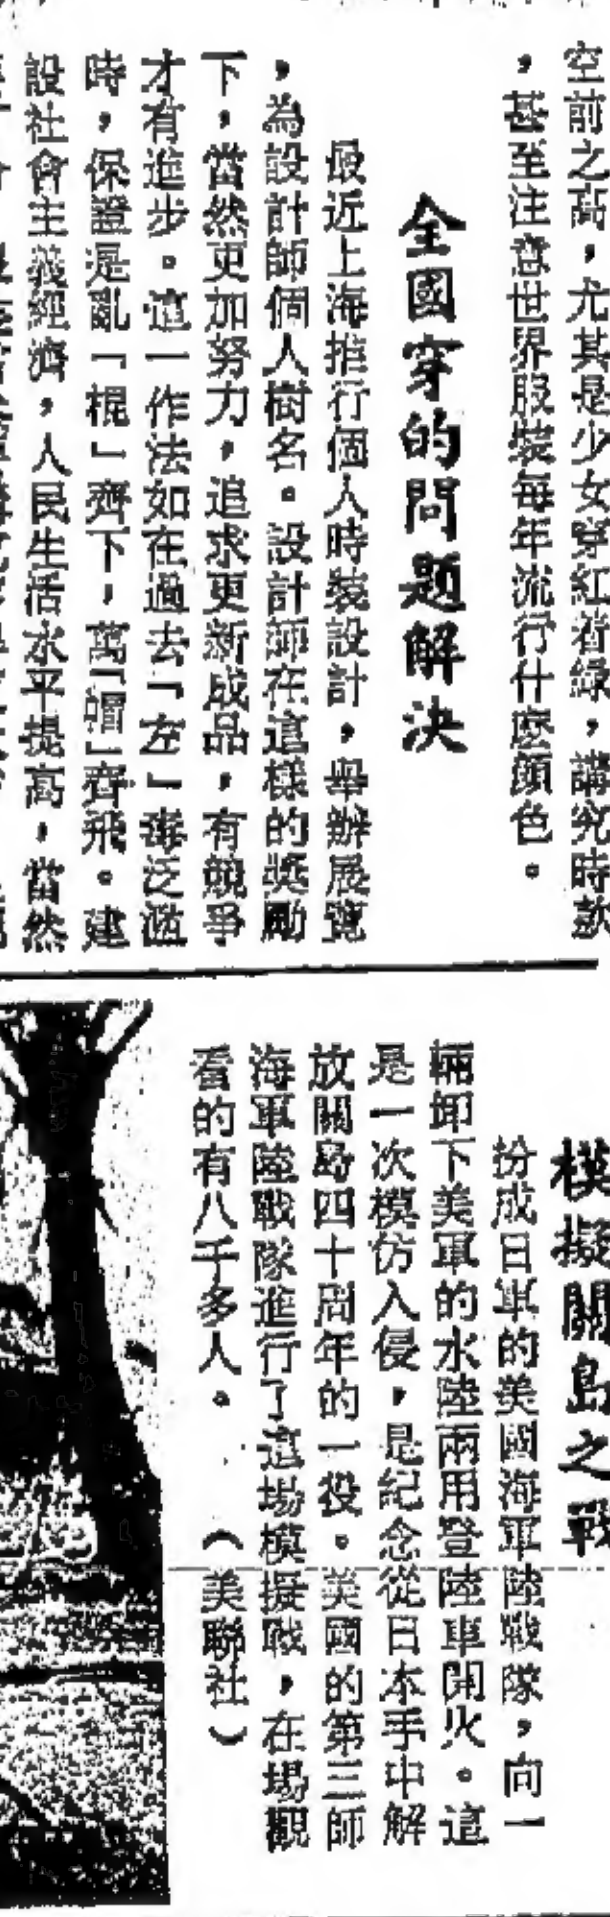 空前之高，尤其是少女穿紅着綠，講究時款
，甚至注意世界服裝每年流行什麼顏色。
全國穿的問題解決
最近上海推行個人時裝設計，舉辦展覽
，為設計師個人樹名。設計師在這樣的獎勵
下，當然更加努力，追求更新成品，有競爭
才有進步。這一作法如在過去「左」毒泛濫
時，保證是亂「棍」齊下，萬「帽」齊飛。建
設社會主義經濟，人民生活水平提高，當然
模擬關島之戰
扮成日軍的美國海軍陸戰隊，向一
輛卸下美軍的水陸兩用登陸車開火。這
是一次模仿入侵，是紀念從日本手中解
放關島四十周年的一役。美國的第三師
海軍陸戰隊進行了這場模擬戰，在場觀
看的有八千多人。（美聯社）